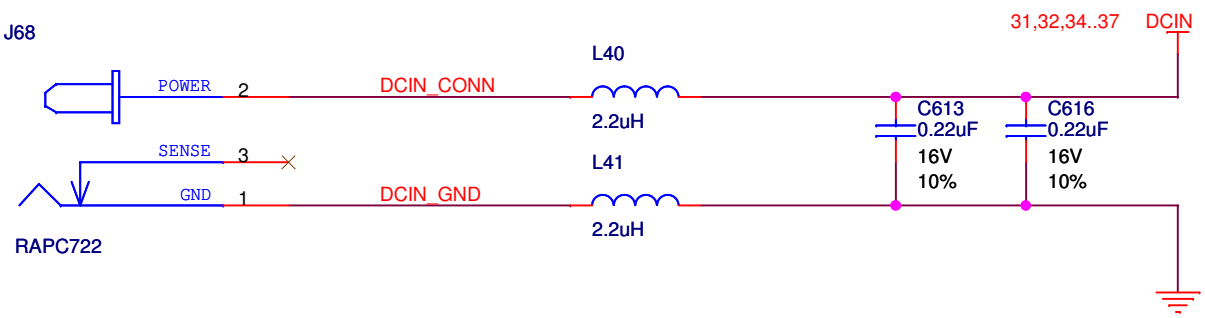 31,32,34..37 DCIN
J68
L40
POWER 2 DCIN_CONN
C613 C616
0.22uF 0.22uF
2.2uH
SENSE 3
16V 16V
L41
10% 10%
GND 1 DCIN_GND
2.2uH
RAPC722